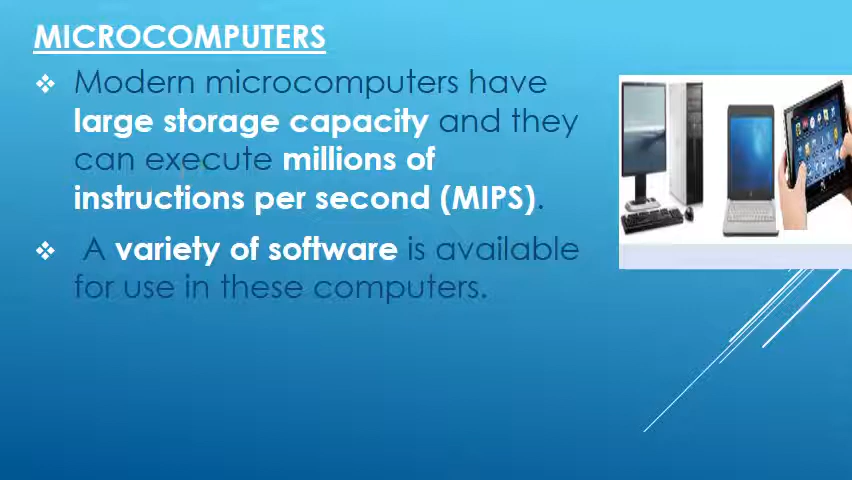 MICROCOMPUTERS
❖ Modern microcomputers have
large storage capacity and they
can execute millions of
instructions per second (MIPS).
❖ A variety of software is available
for use in these computers.